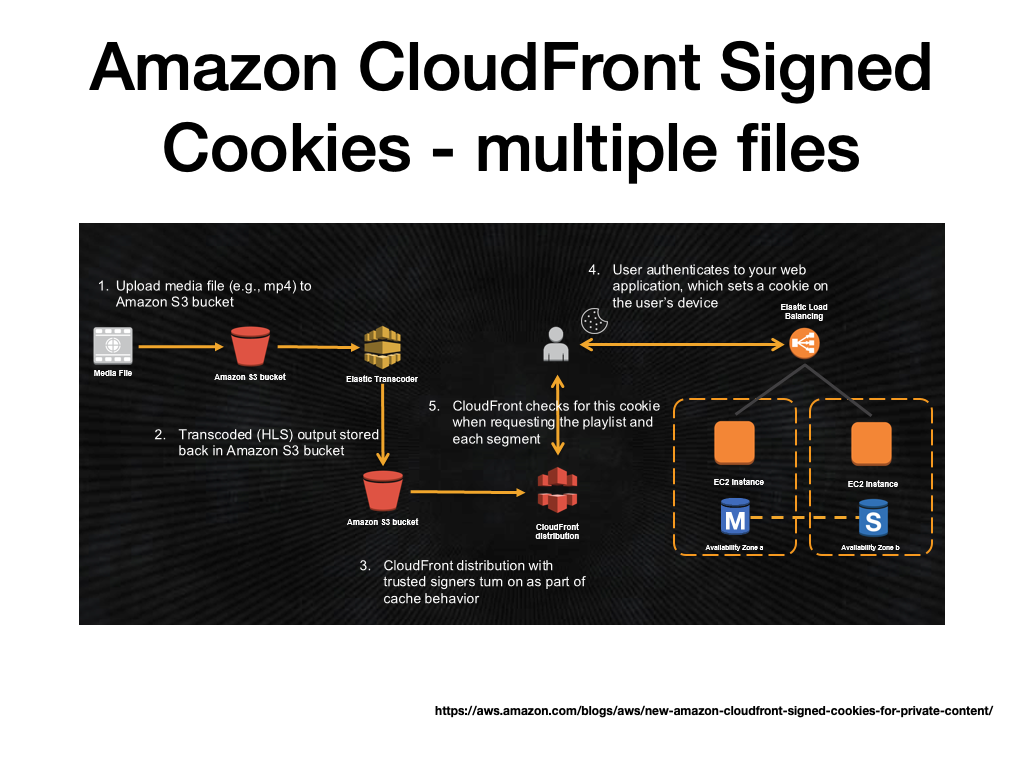 Amazon CloudFront Signed
Cookies - multiple files
1. Upload media file (e.g., mp4) to
Amazon S3 bucket
Media File
Amazon S3 bucket
Elastic Transcoder
2. Transcoded (HLS) output stored
back in Amazon S3 bucket
Amazon S3 bucket
3. CloudFront distribution with
trusted signers turn on as part of
cache behavior
CloudFront
distribution
4. User authenticates to your web
application, which sets a cookie on
the user's device
Elastic Load
Balancing
5. CloudFront checks for this cookie
when requesting the playlist and
each segment
EC2 Instance
M
Availability Zone a
EC2 Instance
S
Availability Zone b
https://aws.amazon.com/blogs/aws/new-amazon-cloudfront-signed-cookies-for-private-content/